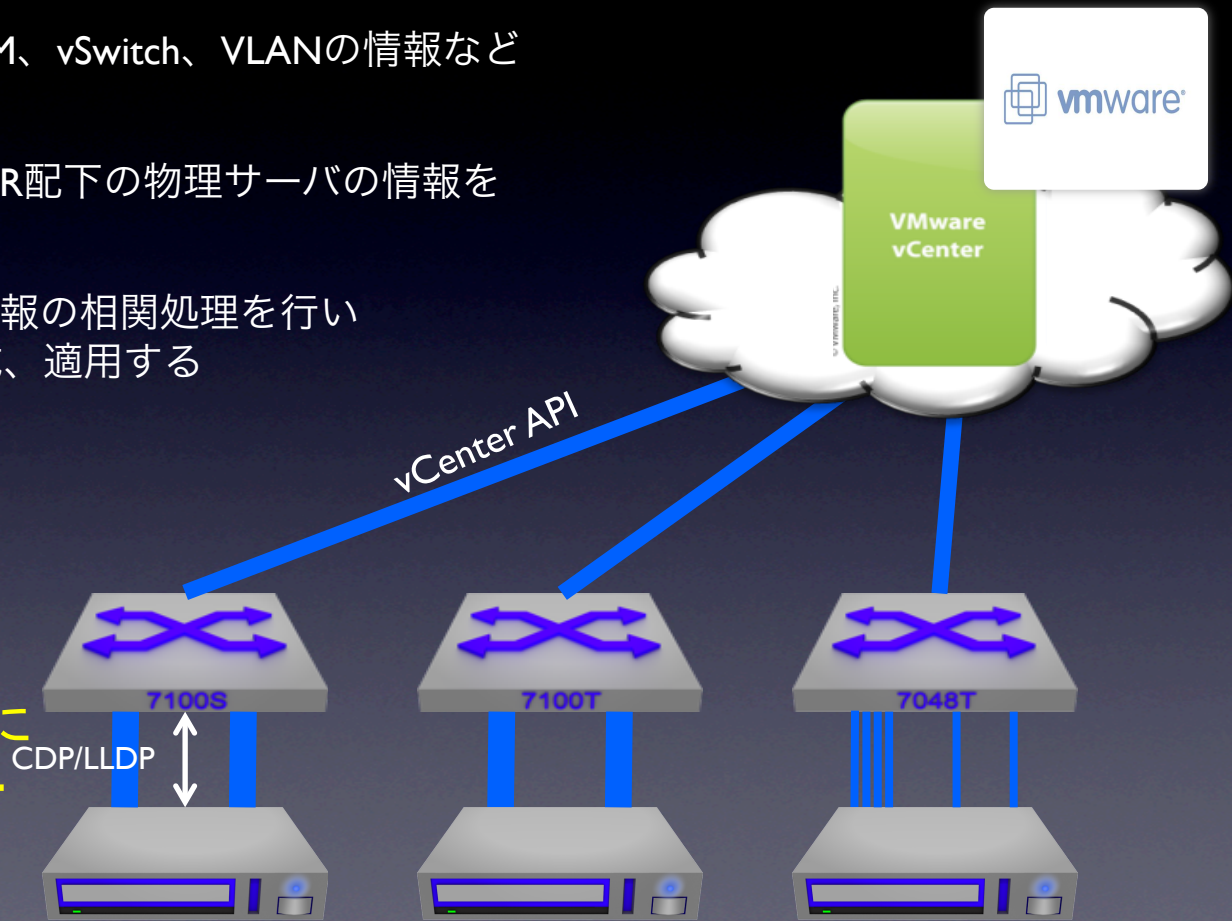 M、vSwitch、VLANの情報など
R配下の物理サーバの情報を
報の相関処理を行い
、適用する
vmware
VMware
vCenter
© VMware, Inc.
vCenter API
7100S
7100T
7048T
CDP/LLDP